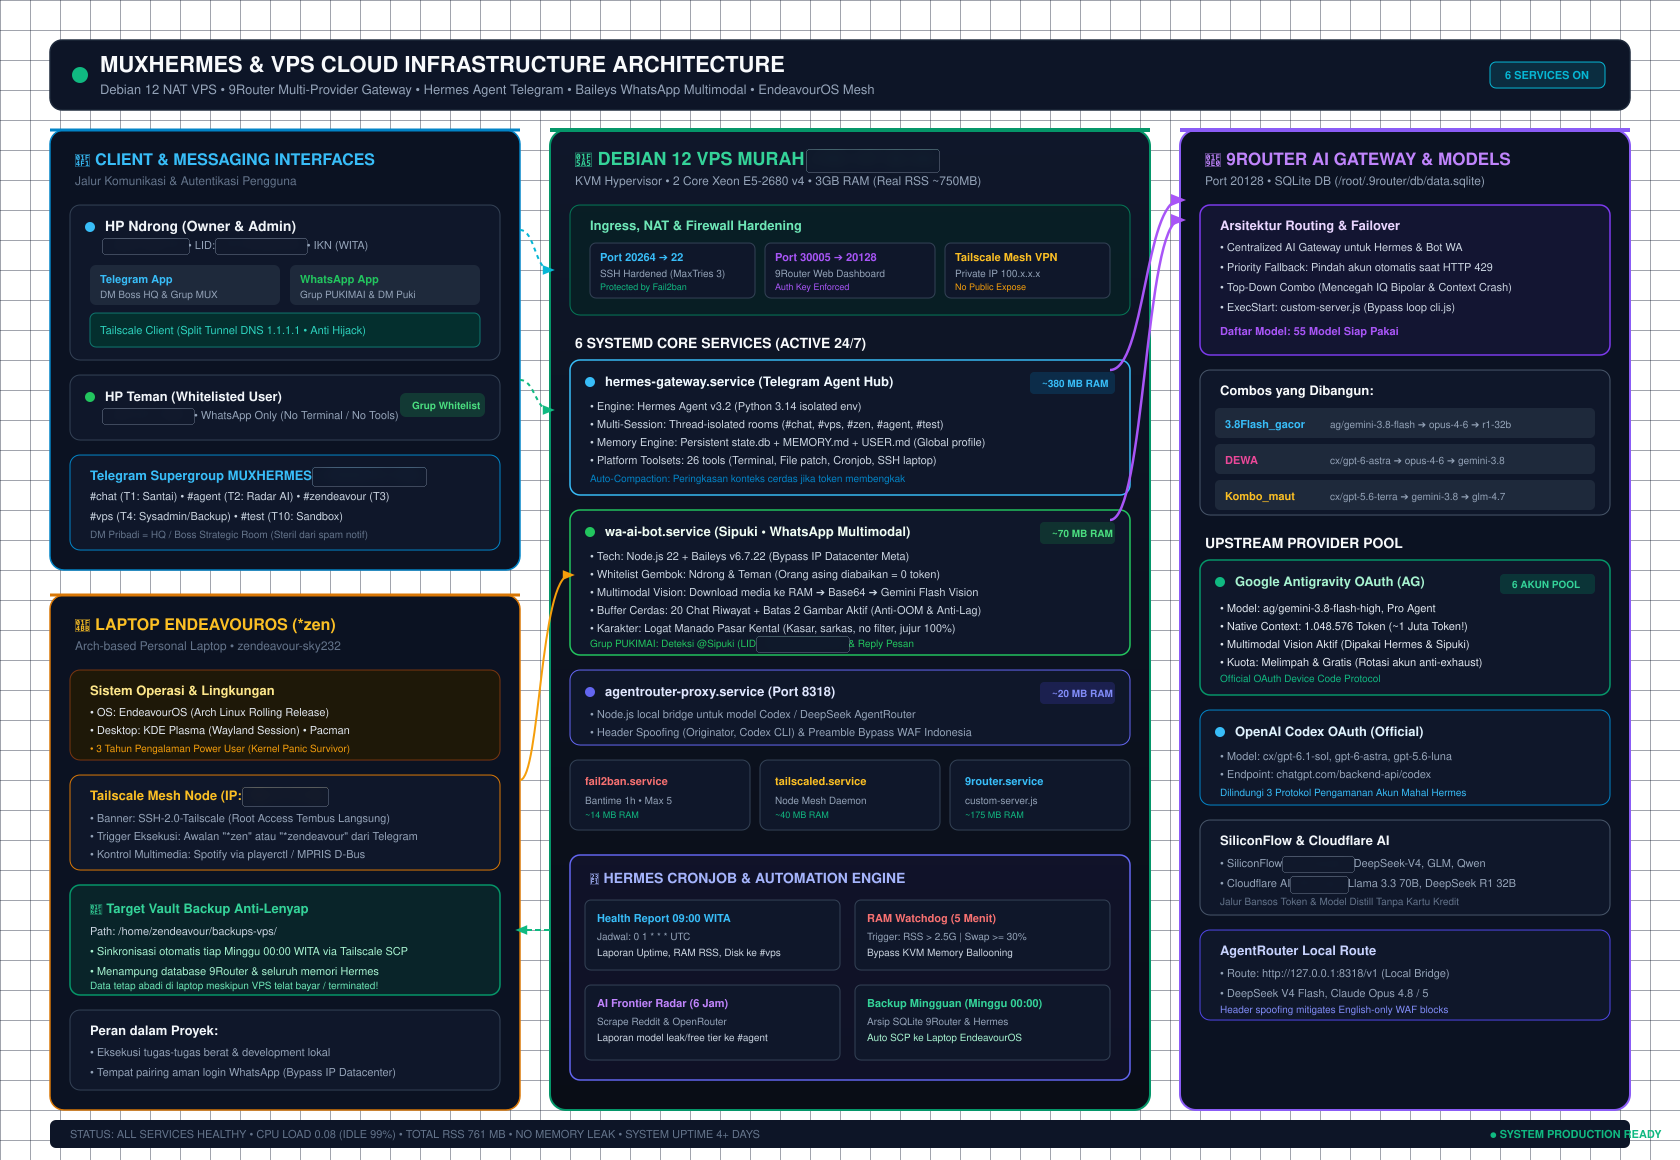 MUXHERMES & VPS CLOUD INFRASTRUCTURE ARCHITECTURE
Debian 12 NAT VPS • 9Router Multi-Provider Gateway • Hermes Agent Telegram • Baileys WhatsApp Multimodal • EndeavourOS Mesh
6 SERVICES ON
CLIENT & MESSAGING INTERFACES
Jalur Komunikasi & Autentikasi Pengguna
HP Ndrong (Owner & Admin)
• LID: • IKN (WITA)
Telegram App
DM Boss HQ & Grup MUX
WhatsApp App
Grup PUKIMAI & DM Puki
Tailscale Client (Split Tunnel DNS 1.1.1.1 • Anti Hijack)
HP Teman (Whitelisted User)
• WhatsApp Only (No Terminal / No Tools)
Grup Whitelist
Telegram Supergroup MUXHERMES
#chat (T1: Santai) • #agent (T2: Radar AI) • #zendeavour (T3)
#vps (T4: Sysadmin/Backup) • #test (T10: Sandbox)
DM Pribadi = HQ / Boss Strategic Room (Steril dari spam notif)
LAPTOP ENDEAVOUROS (*zen)
Arch-based Personal Laptop • zendeavour-sky232
Sistem Operasi & Lingkungan
• OS: EndeavourOS (Arch Linux Rolling Release)
• Desktop: KDE Plasma (Wayland Session) • Pacman
• 3 Tahun Pengalaman Power User (Kernel Panic Survivor)
Tailscale Mesh Node (IP:
• Banner: SSH-2.0-Tailscale (Root Access Tembus Langsung)
• Trigger Eksekusi: Awalan "*zen" atau "*zendeavour" dari Telegram
• Kontrol Multimedia: Spotify via playerctl / MPRIS D-Bus
Target Vault Backup Anti-Lenyap
Path: /home/zendeavour/backups-vps/
• Sinkronisasi otomatis tiap Minggu 00:00 WITA via Tailscale SCP
• Menampung database 9Router & seluruh memori Hermes
Data tetap abadi di laptop meskipun VPS telat bayar / terminated!
Peran dalam Proyek:
• Eksekusi tugas-tugas berat & development lokal
• Tempat pairing aman login WhatsApp (Bypass IP Datacenter)
DEBIAN 12 VPS MURAH
KVM Hypervisor • 2 Core Xeon E5-2680 v4 • 3GB RAM (Real RSS ~750MB)
Ingress, NAT & Firewall Hardening
Port 20264 ➔ 22
SSH Hardened (MaxTries 3)
Protected by Fail2ban
Port 30005 ➔ 20128
9Router Web Dashboard
Auth Key Enforced
Tailscale Mesh VPN
Private IP 100.x.x.x
No Public Expose
6 SYSTEMD CORE SERVICES (ACTIVE 24/7)
hermes-gateway.service (Telegram Agent Hub)
~380 MB RAM
• Engine: Hermes Agent v3.2 (Python 3.14 isolated env)
• Multi-Session: Thread-isolated rooms (#chat, #vps, #zen, #agent, #test)
• Memory Engine: Persistent state.db + MEMORY.md + USER.md (Global profile)
• Platform Toolsets: 26 tools (Terminal, File patch, Cronjob, SSH laptop)
Auto-Compaction: Peringkasan konteks cerdas jika token membengkak
wa-ai-bot.service (Sipuki • WhatsApp Multimodal)
~70 MB RAM
• Tech: Node.js 22 + Baileys v6.7.22 (Bypass IP Datacenter Meta)
• Whitelist Gembok: Ndrong & Teman (Orang asing diabaikan = 0 token)
• Multimodal Vision: Download media ke RAM ➔ Base64 ➔ Gemini Flash Vision
• Buffer Cerdas: 20 Chat Riwayat + Batas 2 Gambar Aktif (Anti-OOM & Anti-Lag)
• Karakter: Logat Manado Pasar Kental (Kasar, sarkas, no filter, jujur 100%)
Grup PUKIMAI: Deteksi @Sipuki (LID & Reply Pesan
agentrouter-proxy.service (Port 8318)
~20 MB RAM
• Node.js local bridge untuk model Codex / DeepSeek AgentRouter
• Header Spoofing (Originator, Codex CLI) & Preamble Bypass WAF Indonesia
fail2ban.service
Bantime 1h • Max 5
~14 MB RAM
tailscaled.service
Node Mesh Daemon
~40 MB RAM
9router.service
custom-server.js
~175 MB RAM
HERMES CRONJOB & AUTOMATION ENGINE
Health Report 09:00 WITA
Jadwal: 0 1 * * * UTC
Laporan Uptime, RAM RSS, Disk ke #vps
RAM Watchdog (5 Menit)
Trigger: RSS > 2.5G | Swap >= 30%
Bypass KVM Memory Ballooning
AI Frontier Radar (6 Jam)
Scrape Reddit & OpenRouter
Laporan model leak/free tier ke #agent
Backup Mingguan (Minggu 00:00)
Arsip SQLite 9Router & Hermes
Auto SCP ke Laptop EndeavourOS
9ROUTER AI GATEWAY & MODELS
Port 20128 • SQLite DB (/root/.9router/db/data.sqlite)
Arsitektur Routing & Failover
• Centralized AI Gateway untuk Hermes & Bot WA
• Priority Fallback: Pindah akun otomatis saat HTTP 429
• Top-Down Combo (Mencegah IQ Bipolar & Context Crash)
• ExecStart: custom-server.js (Bypass loop cli.js)
Daftar Model: 55 Model Siap Pakai
Combos yang Dibangun:
3.8Flash_gacor ag/gemini-3.8-flash ➔ opus-4-6 ➔ r1-32b
DEWA cx/gpt-6-astra ➔ opus-4-6 ➔ gemini-3.8
Kombo_maut cx/gpt-5.6-terra ➔ gemini-3.8 ➔ glm-4.7
UPSTREAM PROVIDER POOL
Google Antigravity OAuth (AG)
6 AKUN POOL
• Model: ag/gemini-3.8-flash-high, Pro Agent
• Native Context: 1.048.576 Token (~1 Juta Token!)
• Multimodal Vision Aktif (Dipakai Hermes & Sipuki)
• Kuota: Melimpah & Gratis (Rotasi akun anti-exhaust)
Official OAuth Device Code Protocol
OpenAI Codex OAuth (Official)
• Model: cx/gpt-6.1-sol, gpt-6-astra, gpt-5.6-luna
• Endpoint: chatgpt.com/backend-api/codex
Dilindungi 3 Protokol Pengamanan Akun Mahal Hermes
SiliconFlow & Cloudflare AI
• SiliconFlow DeepSeek-V4, GLM, Qwen
• Cloudflare AI Llama 3.3 70B, DeepSeek R1 32B
Jalur Bansos Token & Model Distill Tanpa Kartu Kredit
AgentRouter Local Route
• Route: http://127.0.0.1:8318/v1 (Local Bridge)
• DeepSeek V4 Flash, Claude Opus 4.8 / 5
Header spoofing mitigates English-only WAF blocks
STATUS: ALL SERVICES HEALTHY • CPU LOAD 0.08 (IDLE 99%) • TOTAL RSS 761 MB • NO MEMORY LEAK • SYSTEM UPTIME 4+ DAYS
● SYSTEM PRODUCTION READY